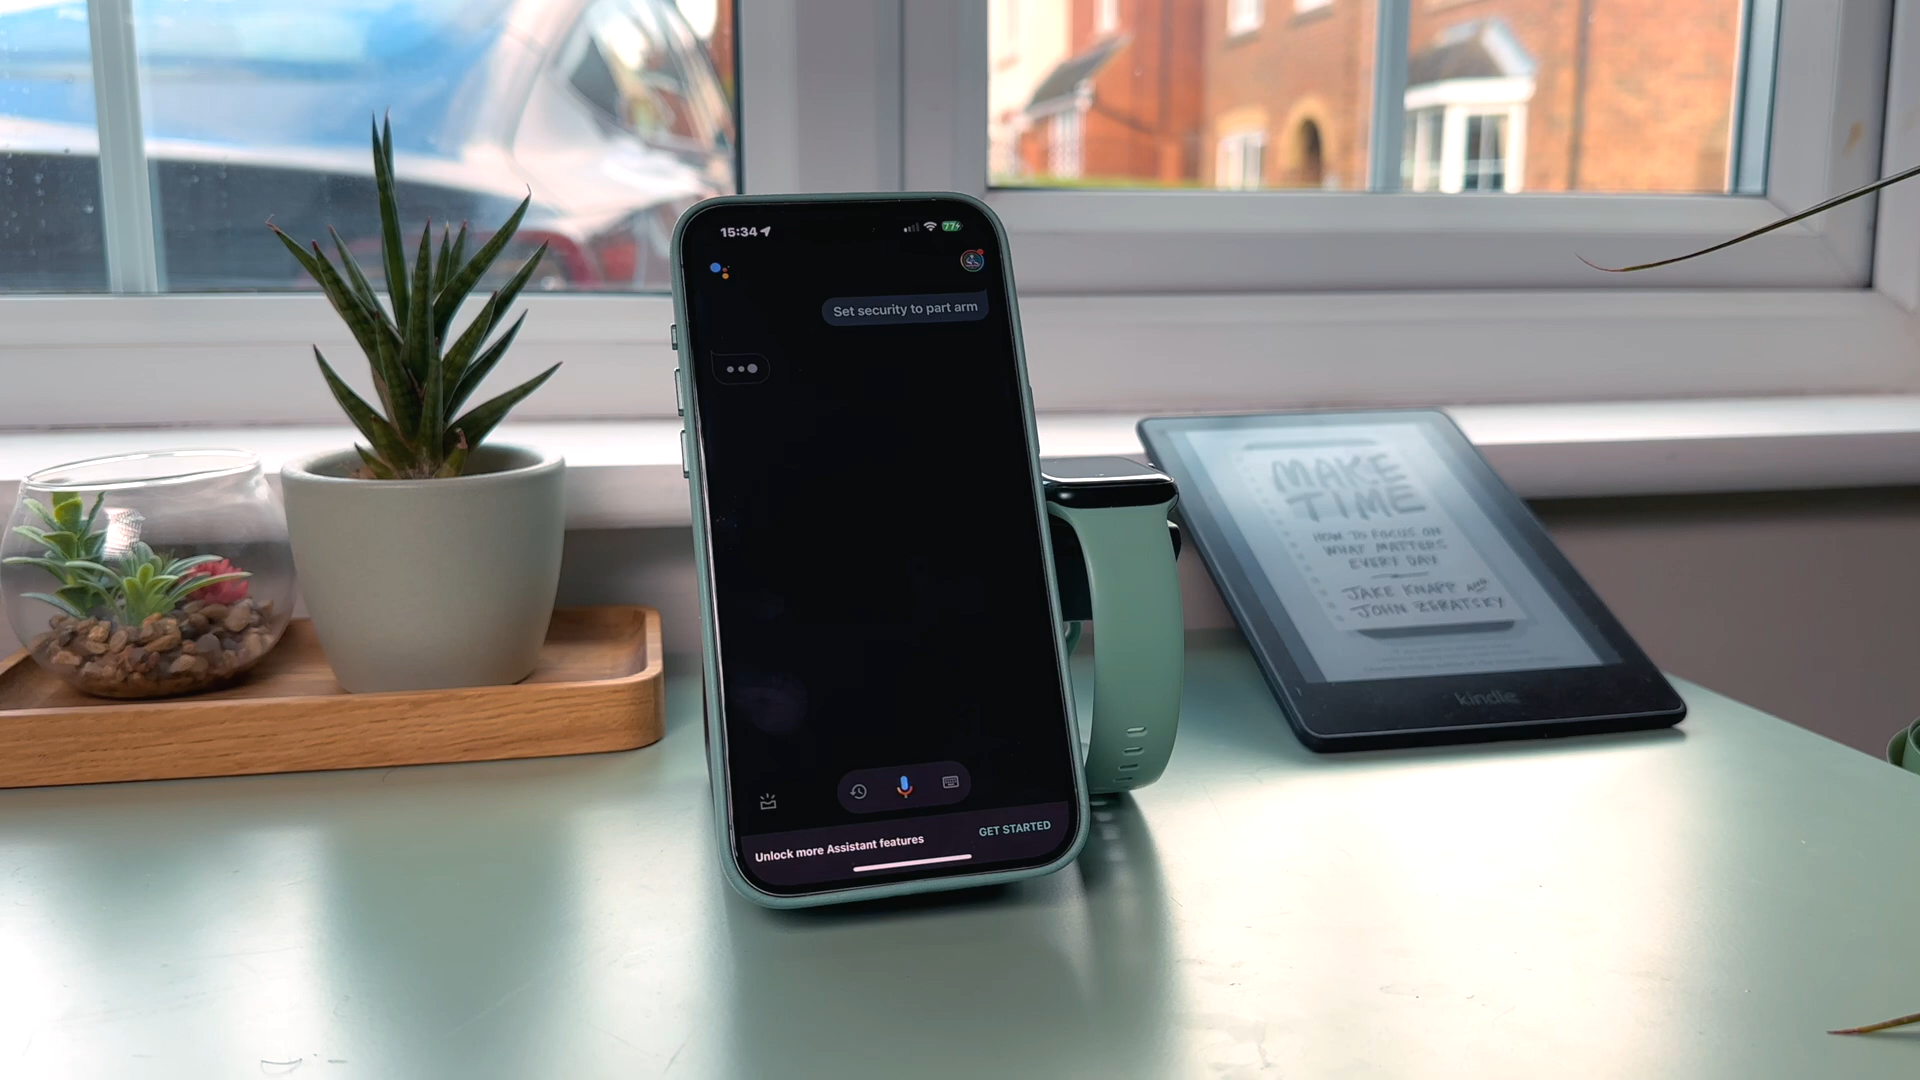 15:34
77
Set security to part arm
Unlock more Assistant features
GET STARTED
MAKE
TIME
HOW TO FOCUS ON
WHAT MATTERS
EVERY DAY
JAKE KNAPP AND
JOHN ZERATSKY
kindle